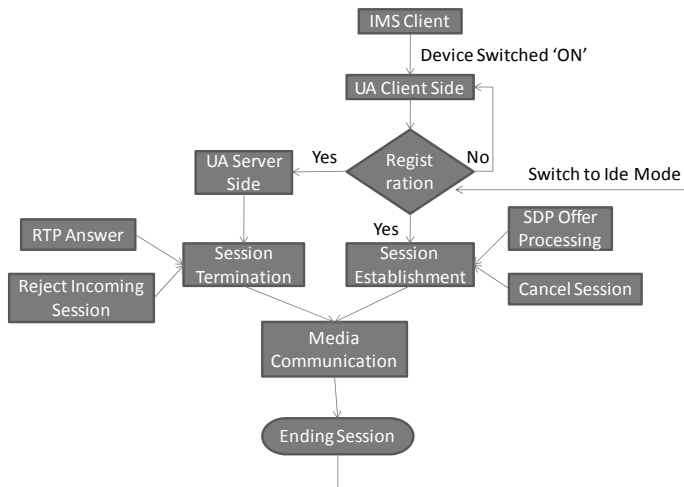 IMS Client
Device Switched ‘ON’
UA Client Side
Yes
Regist
ration
No
UA Server
Side
Switch to Ide Mode
Yes
RTP Answer
SDP Offer
Processing
Session
Termination
Session
Establishment
Reject Incoming
Session
Cancel Session
Media
Communication
Ending Session